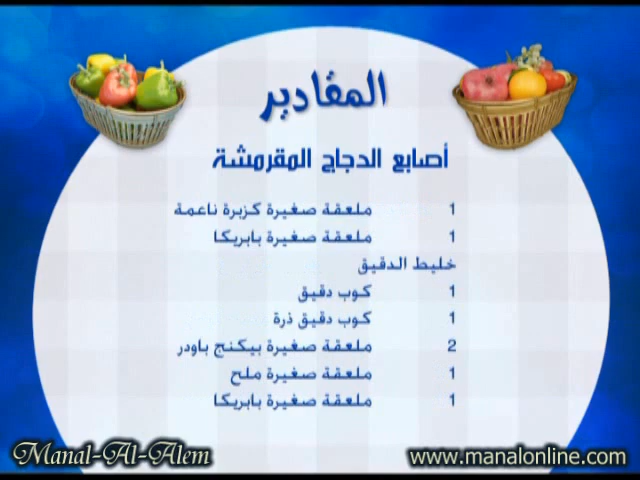 المقادير
أصابع الدجاج المقرمشة
1 ملعقة صغيرة كزبرة ناعمة
1 ملعقة صغيرة بابريكا
خليط الدقيق
1 كوب دقيق
1 كوب دقيق ذرة
2 ملعقة صغيرة بيكنج باودر
1 ملعقة صغيرة ملح
1 ملعقة صغيرة بابريكا
Manal-Al-Alem
www.manalonline.com